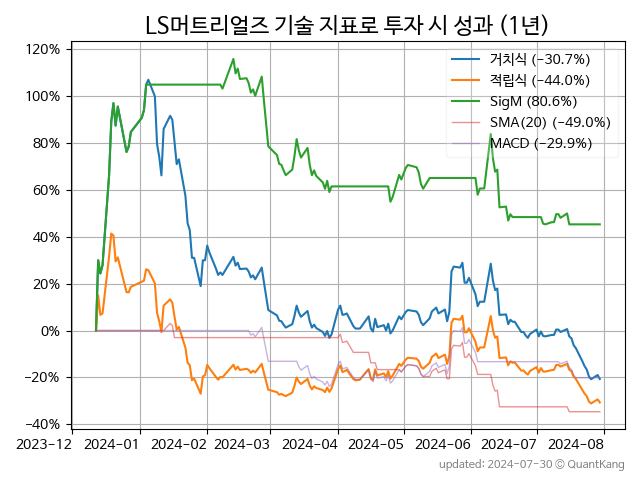 LS머트리얼즈 기술 지표로 투자 시 성과 (1년)
120%
100%
80%
60%
40%
20%
0%
−20%
−40%
거치식 (−30.7%)
적립식 (−44.0%)
SigM (80.6%)
SMA(20) (−49.0%)
MACD (−29.9%)
2023-12 2024-01 2024-02 2024-03 2024-04 2024-05 2024-06 2024-07 2024-08
updated: 2024-07-30 © QuantKang